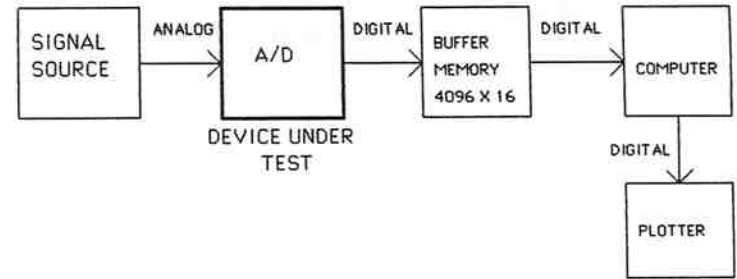 SIGNAL
SOURCE
ANALOG
A/D
DEVICE UNDER
TEST
DIGITAL
BUFFER
MEMORY
4096 X 16
DIGITAL
COMPUTER
DIGITAL
PLOTTER